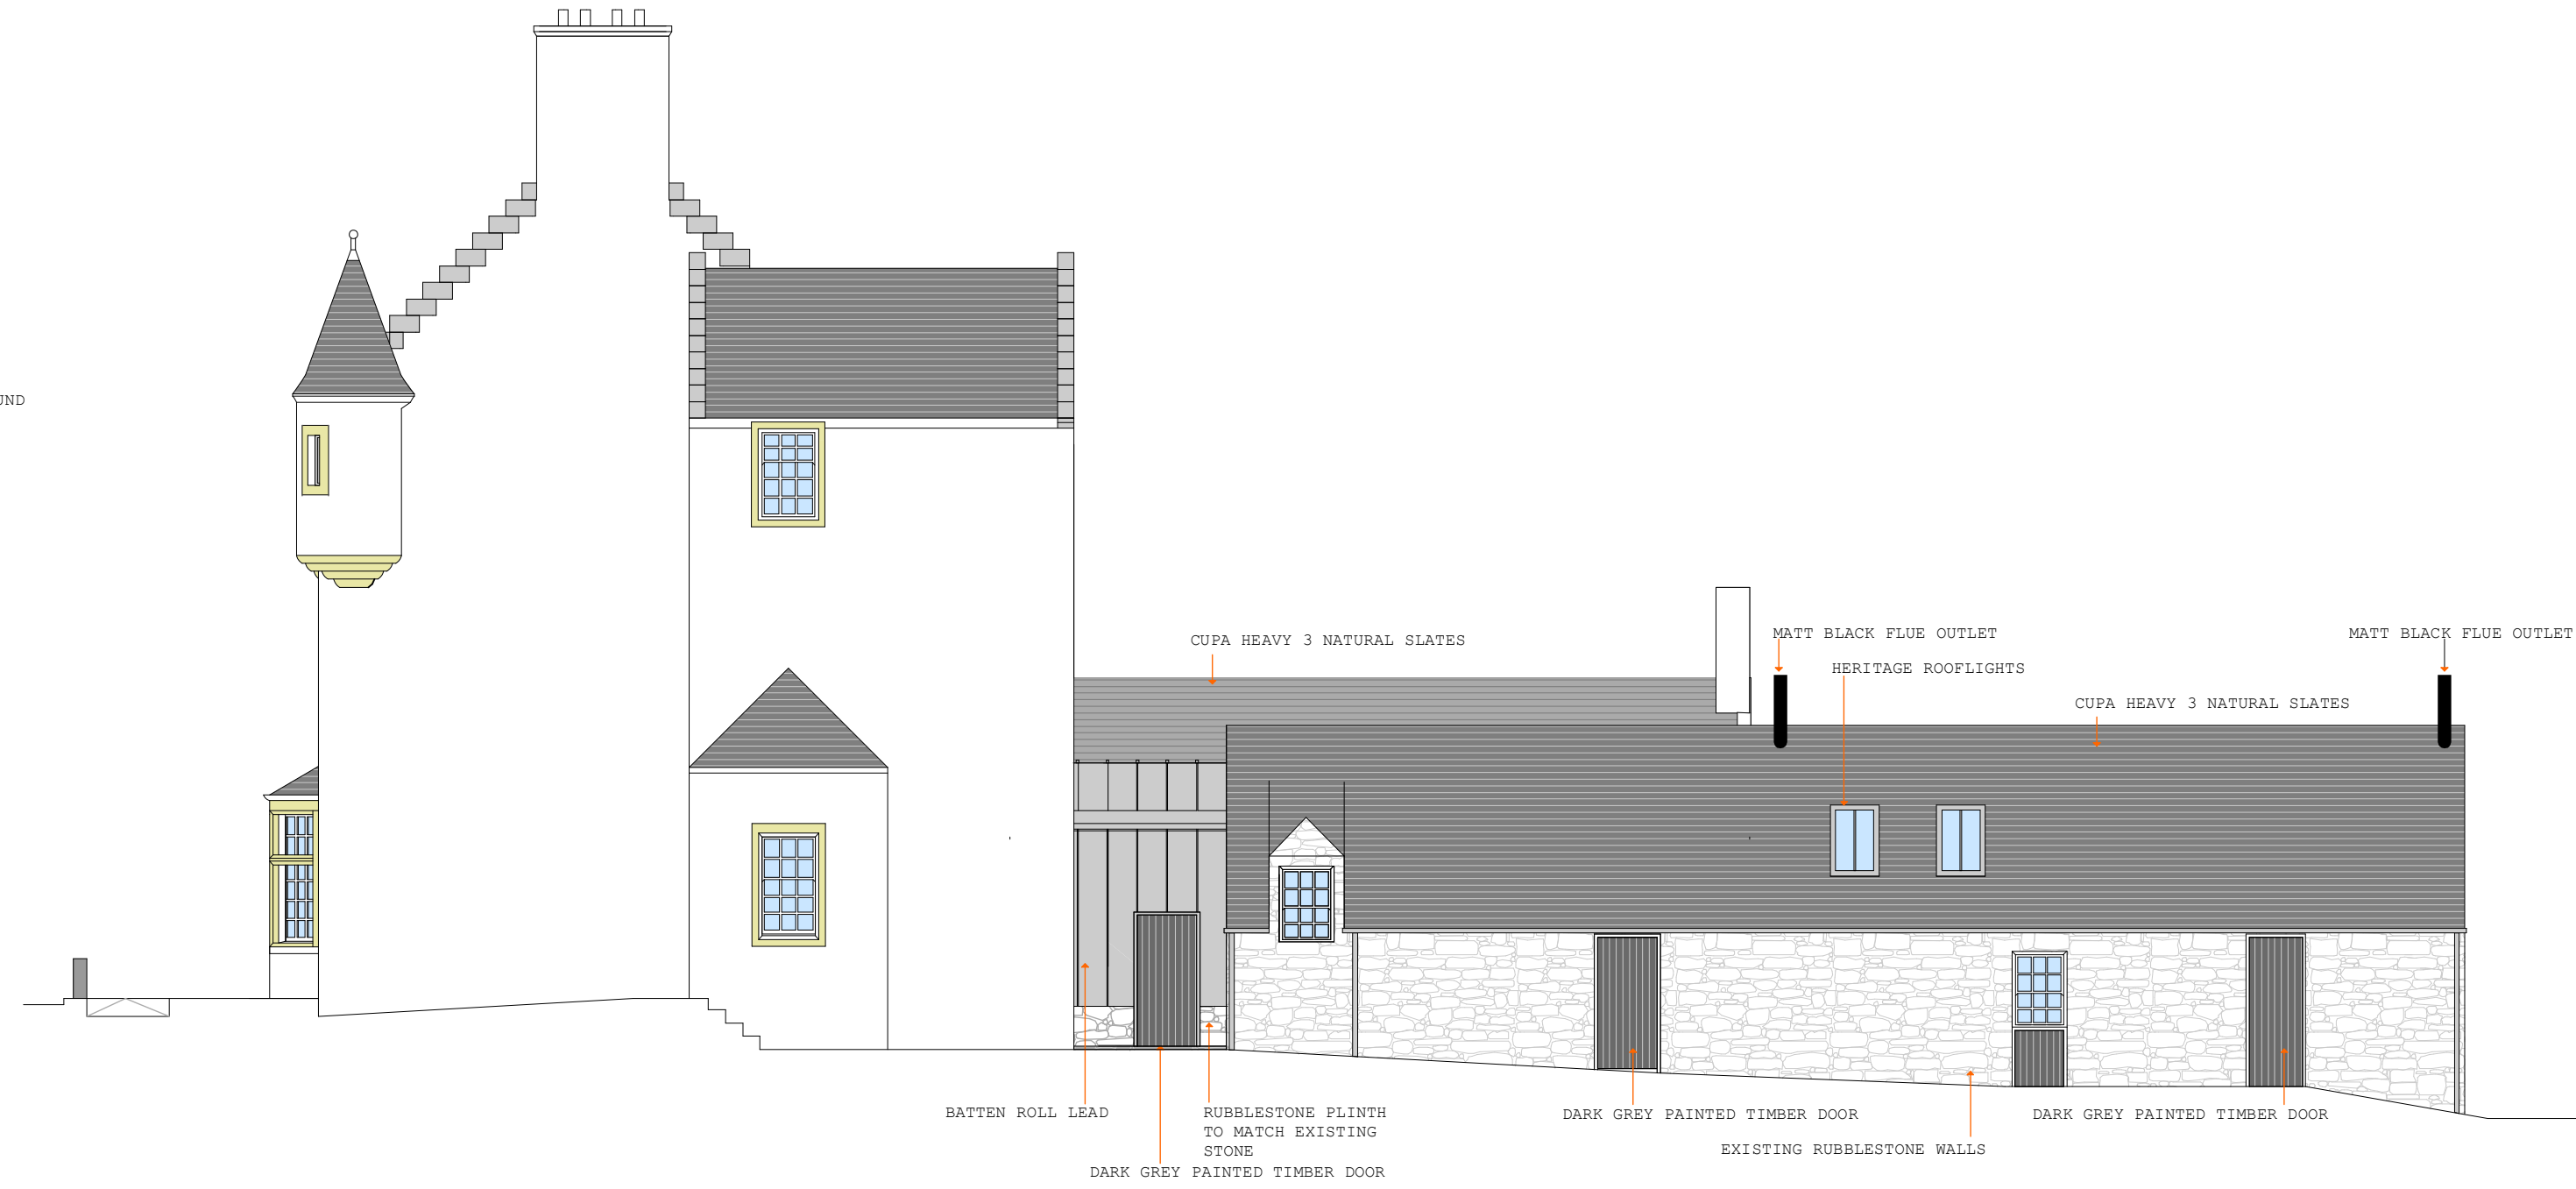 UND
CUPA HEAVY 3 NATURAL SLATES
MATT BLACK FLUE OUTLET
MATT BLACK FLUE OUTLET
HERITAGE ROOFLIGHTS
CUPA HEAVY 3 NATURAL SLATES
BATTEN ROLL LEAD
RUBBLESTONE PLINTH
TO MATCH EXISTING
STONE
DARK GREY PAINTED TIMBER DOOR
DARK GREY PAINTED TIMBER DOOR
EXISTING RUBBLESTONE WALLS
DARK GREY PAINTED TIMBER DOOR